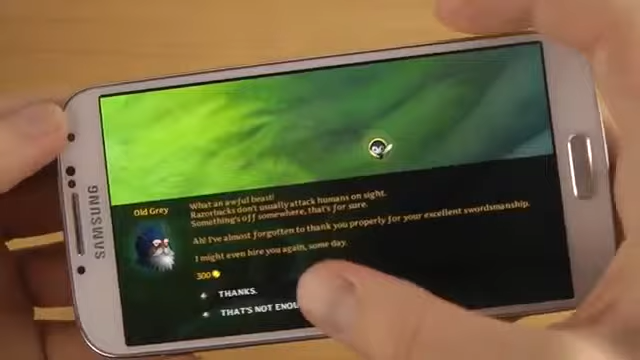 SAMSUNG
Old Grey
What an awful beast!
Razorbacks don't usually attack humans on sight.
Something's off somewhere, that's for sure.
Ah! I've almost forgotten to thank you properly for your excellent swordsmanship.
I might even hire you again, some day.
300
THANKS.
THAT'S NOT